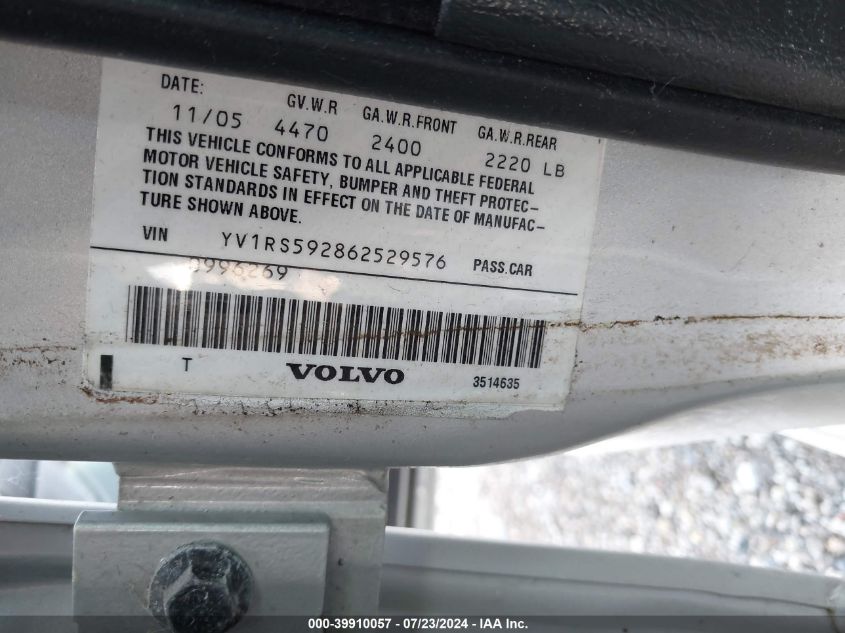 DATE: GV.W.R GA.W.R.FRONT GA.W.R.REAR
11/05 4470 2400 2220 LB
THIS VEHICLE CONFORMS TO ALL APPLICABLE FEDERAL
MOTOR VEHICLE SAFETY, BUMPER AND THEFT PROTEC-
TION STANDARDS IN EFFECT ON THE DATE OF MANUFAC-
TURE SHOWN ABOVE.
VIN YV1RS592862529576 PASS.CAR
0996269
T VOLVO 3514635
000-39910057 - 07/23/2024 - IAA Inc.